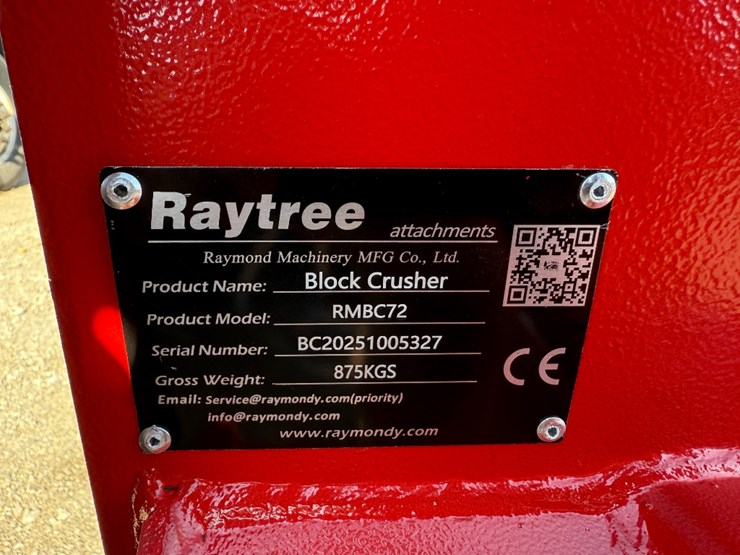 Raytree attachments
Raymond Machinery MFG Co., Ltd.
Product Name: Block Crusher
Product Model: RMBC72
Serial Number: BC20251005327
Gross Weight: 875KGS
Email: Service@raymondy.com(priority)
info@raymondy.com
www.raymondy.com
CE